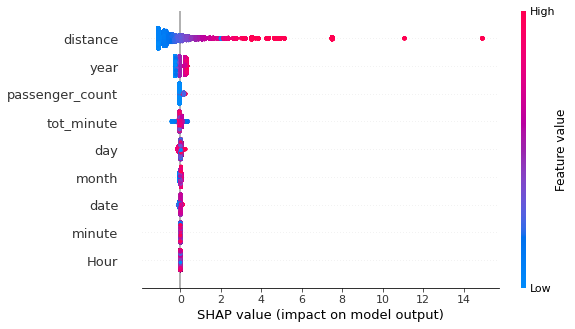 High
distance
year
passenger_count
tot_minute
day
month
date
minute
Hour
Feature value
Low
0 2 4 6 8 10 12 14
SHAP value (impact on model output)